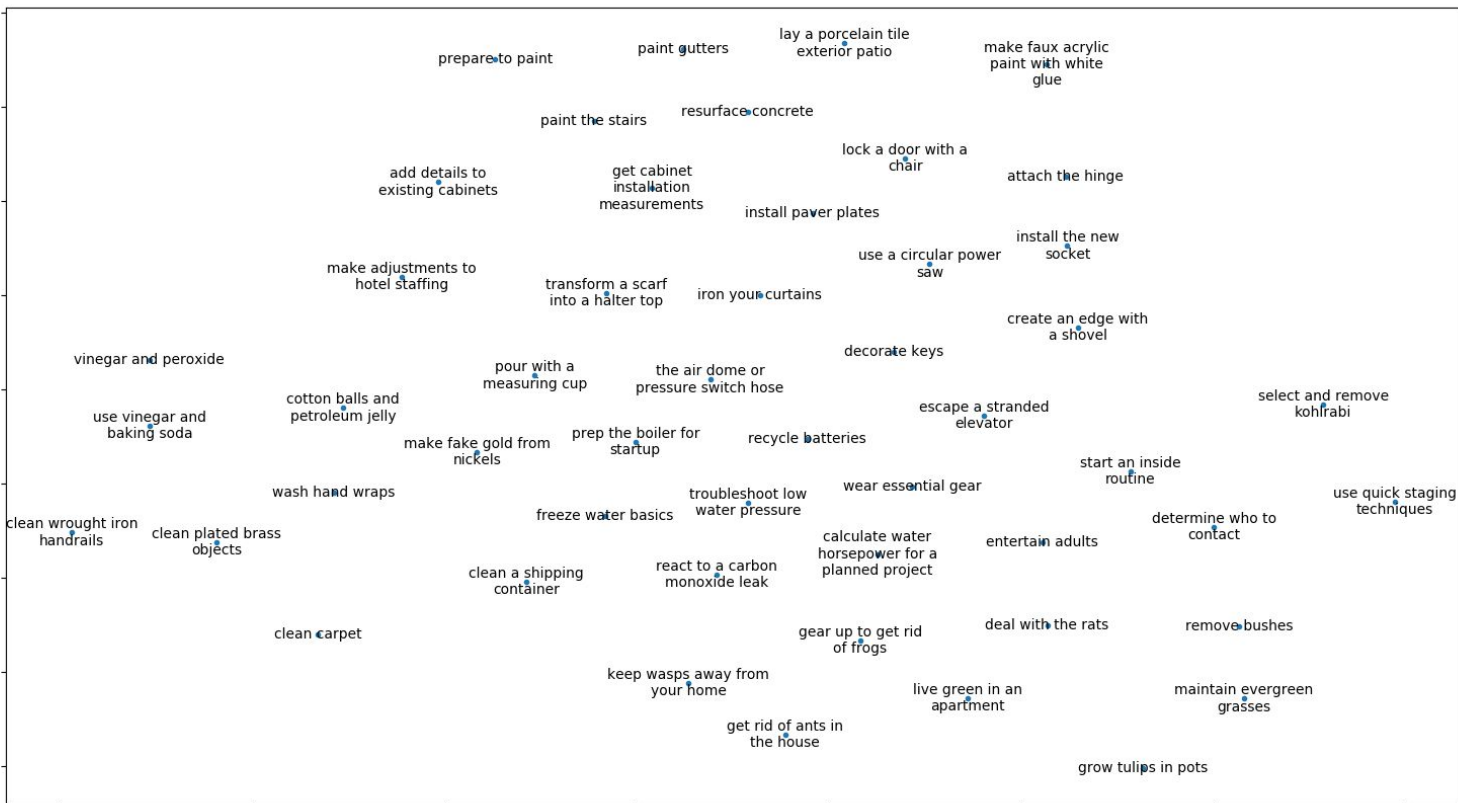 lay a porcelain tile
exterior patio
paint gutters
prepare to paint
make faux acrylic
paint with white
glue
resurface concrete
paint the stairs
lock a door with a
chair
add details to
existing cabinets
get cabinet
installation
measurements
attach the hinge
install paver plates
install the new
socket
use a circular power
saw
make adjustments to
hotel staffing
transform a scarf
into a halter top
iron your curtains
create an edge with
a shovel
decorate keys
vinegar and peroxide
pour with a
measuring cup
the air dome or
pressure switch hose
cotton balls and
petroleum jelly
select and remove
kohlrabi
use vinegar and
baking soda
escape a stranded
elevator
make fake gold from
nickels
prep the boiler for
startup
recycle batteries
start an inside
routine
wash hand wraps
wear essential gear
troubleshoot low
water pressure
use quick staging
techniques
freeze water basics
clean wrought iron
handrails
clean plated brass
objects
determine who to
contact
calculate water
horsepower for a
planned project
entertain adults
clean a shipping
container
react to a carbon
monoxide leak
clean carpet
gear up to get rid
of frogs
deal with the rats
remove bushes
keep wasps away from
your home
live green in an
apartment
maintain evergreen
grasses
get rid of ants in
the house
grow tulips in pots